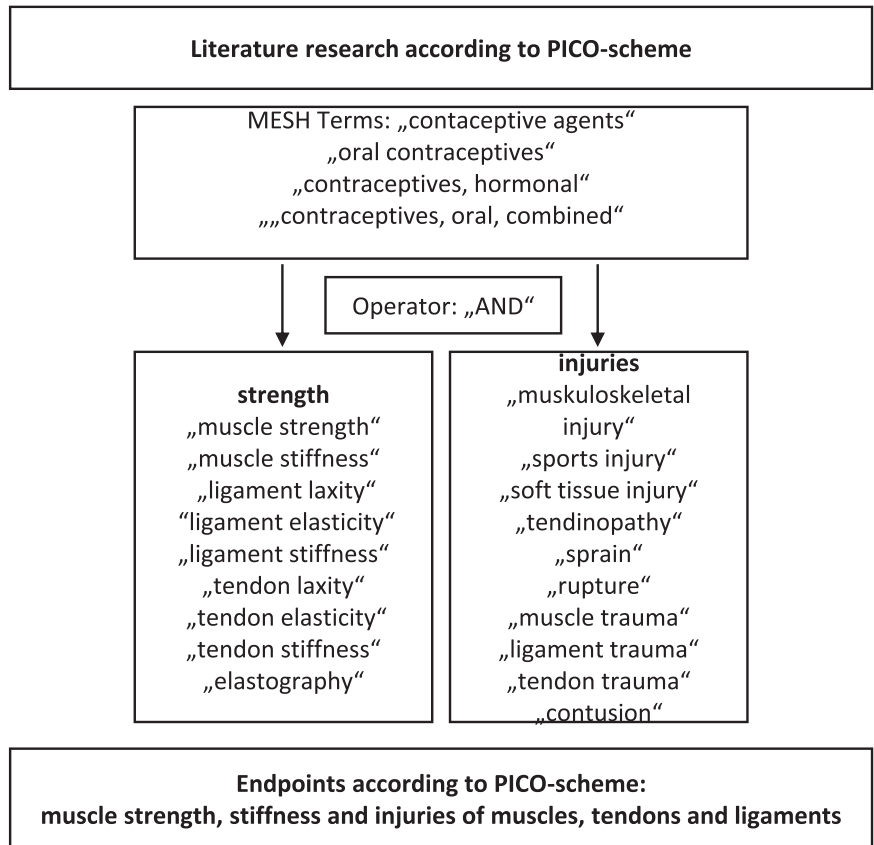 Literature research according to PICO-scheme
MESH Terms: „contaceptive agents“
„oral contraceptives“
„contraceptives, hormonal“
„„contraceptives, oral, combined“
Operator: „AND“
strength
„muscle strength“
„muscle stiffness“
„ligament laxity“
“ligament elasticity“
„ligament stiffness“
„tendon laxity“
„tendon elasticity“
„tendon stiffness“
„elastography“
injuries
„muskuloskeletal
injury“
„sports injury“
„soft tissue injury“
„tendinopathy“
„sprain“
„rupture“
„muscle trauma“
„ligament trauma“
„tendon trauma“
„contusion“
Endpoints according to PICO-scheme:
muscle strength, stiffness and injuries of muscles, tendons and ligaments